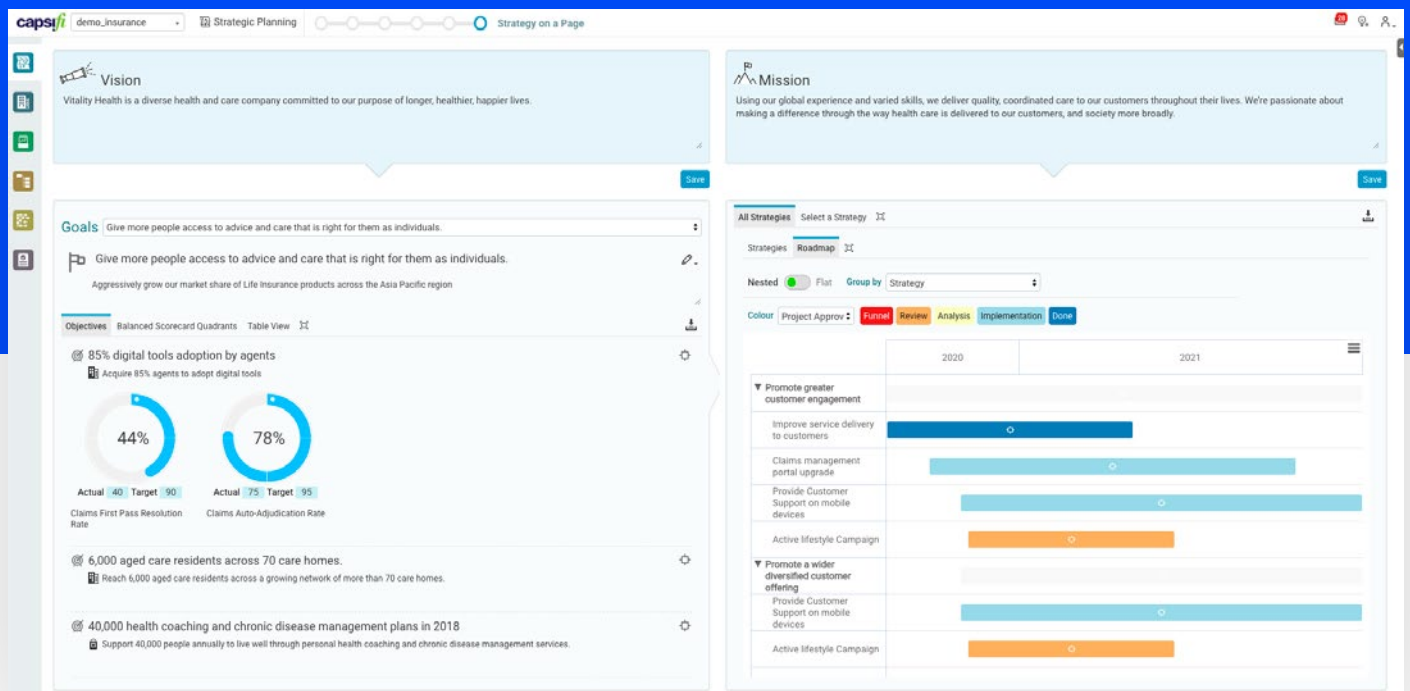 capsifi
demo_insurance
Strategic Planning
Strategy on a Page
28
Vision
Vitality Health is a diverse health and care company committed to our purpose of longer, healthier, happier lives.
Save
Mission
Using our global experience and varied skills, we deliver quality, coordinated care to our customers throughout their lives. We're passionate about
making a difference through the way health care is delivered to our customers, and society more broadly.
Save
Goals Give more people access to advice and care that is right for them as individuals.
Give more people access to advice and care that is right for them as individuals.
Aggressively grow our market share of Life Insurance products across the Asia Pacific region
Objectives Balanced Scorecard Quadrants Table View
85% digital tools adoption by agents
Acquire 85% agents to adopt digital tools
44% 78%
Actual 40 Target 90 Actual 75 Target 95
Claims First Pass Resolution
Rate
Claims Auto-Adjudication Rate
6,000 aged care residents across 70 care homes.
Reach 6,000 aged care residents across a growing network of more than 70 care homes.
40,000 health coaching and chronic disease management plans in 2018
Support 40,000 people annually to live well through personal health coaching and chronic disease management services.
All Strategies Select a Strategy
Strategies Roadmap
Nested Flat Group by Strategy
Colour Project Approv Funnel Review Analysis Implementation Done
2020 2021
Promote greater
customer engagement
Improve service delivery
to customers
Claims management
portal upgrade
Provide Customer
Support on mobile
devices
Active lifestyle Campaign
Promote a wider
diversified customer
offering
Provide Customer
Support on mobile
devices
Active lifestyle Campaign